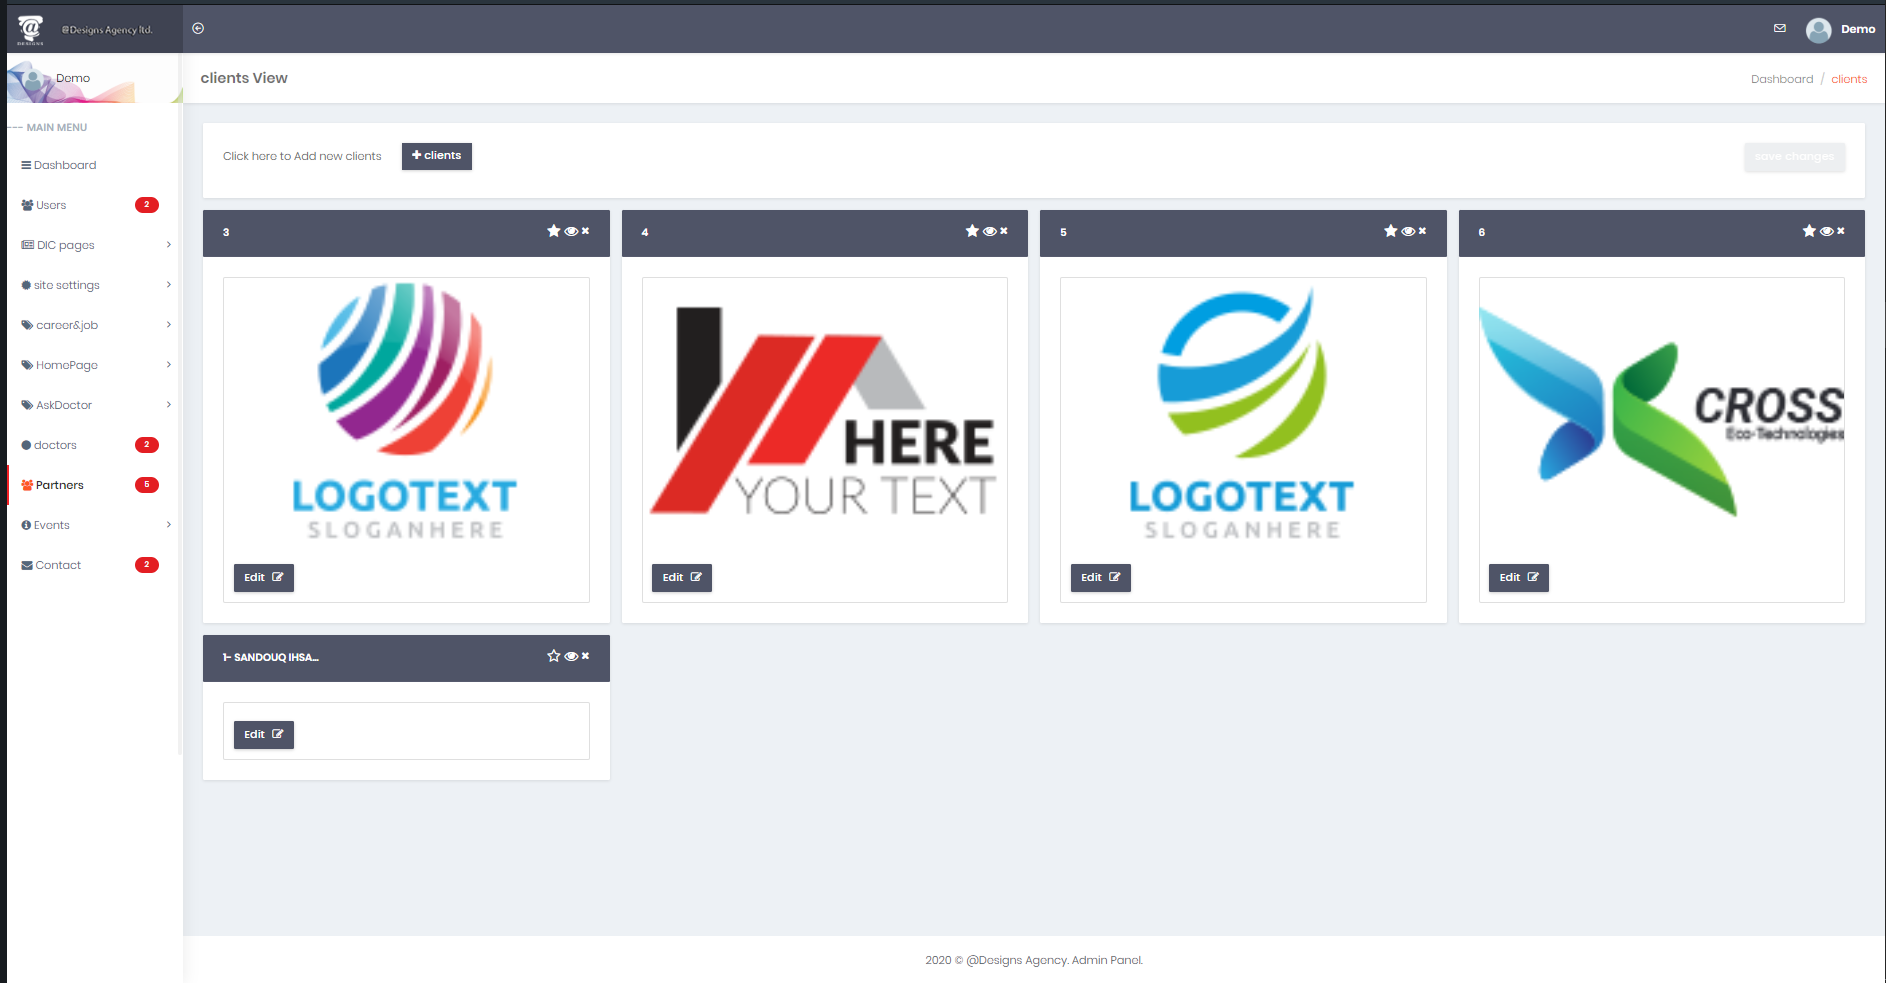 @Designs Agency ltd.
DESIGNS
Demo
Demo
clients View
Dashboard / clients
--- MAIN MENU
Dashboard
Users 2
DIC pages
site settings
career&job
HomePage
AskDoctor
doctors 2
Partners 5
Events
Contact 2
Click here to Add new clients
+ clients
save changes
3
4
5
6
LOGOTEXT
SLOGANHERE
Edit
HERE
YOUR TEXT
Edit
LOGOTEXT
SLOGANHERE
Edit
CROSS
Eco-Technologies
Edit
1- SANDOUQ IHSA...
Edit
2020 © @Designs Agency. Admin Panel.